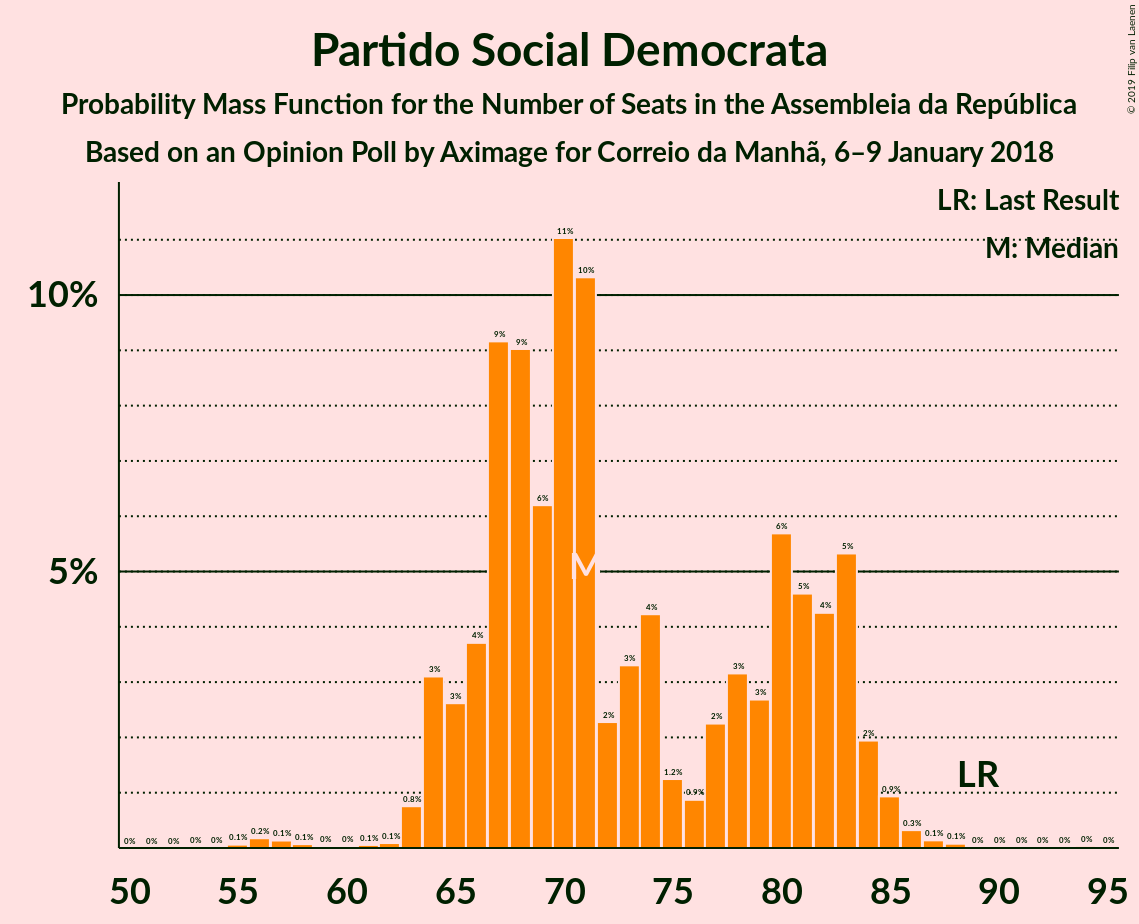 Partido Social Democrata
Probability Mass Function for the Number of Seats in the Assembleia da República
Based on an Opinion Poll by Aximage for Correio da Manhã, 6–9 January 2018
© 2019 Filip van Laenen
LR: Last Result
M: Median
10%
5%
0% 0% 0% 0% 0% 0.1% 0.2% 0.1% 0.1% 0% 0% 0.1% 0.1% 0.8% 3% 3% 4% 9% 9% 6% 11% 10% 2% 3% 4% 1.2% 0.9% 2% 3% 3% 6% 5% 4% 5% 2% 0.9% 0.3% 0.1% 0.1% 0% 0% 0% 0% 0% 0% 0%
M
LR
50 55 60 65 70 75 80 85 90 95